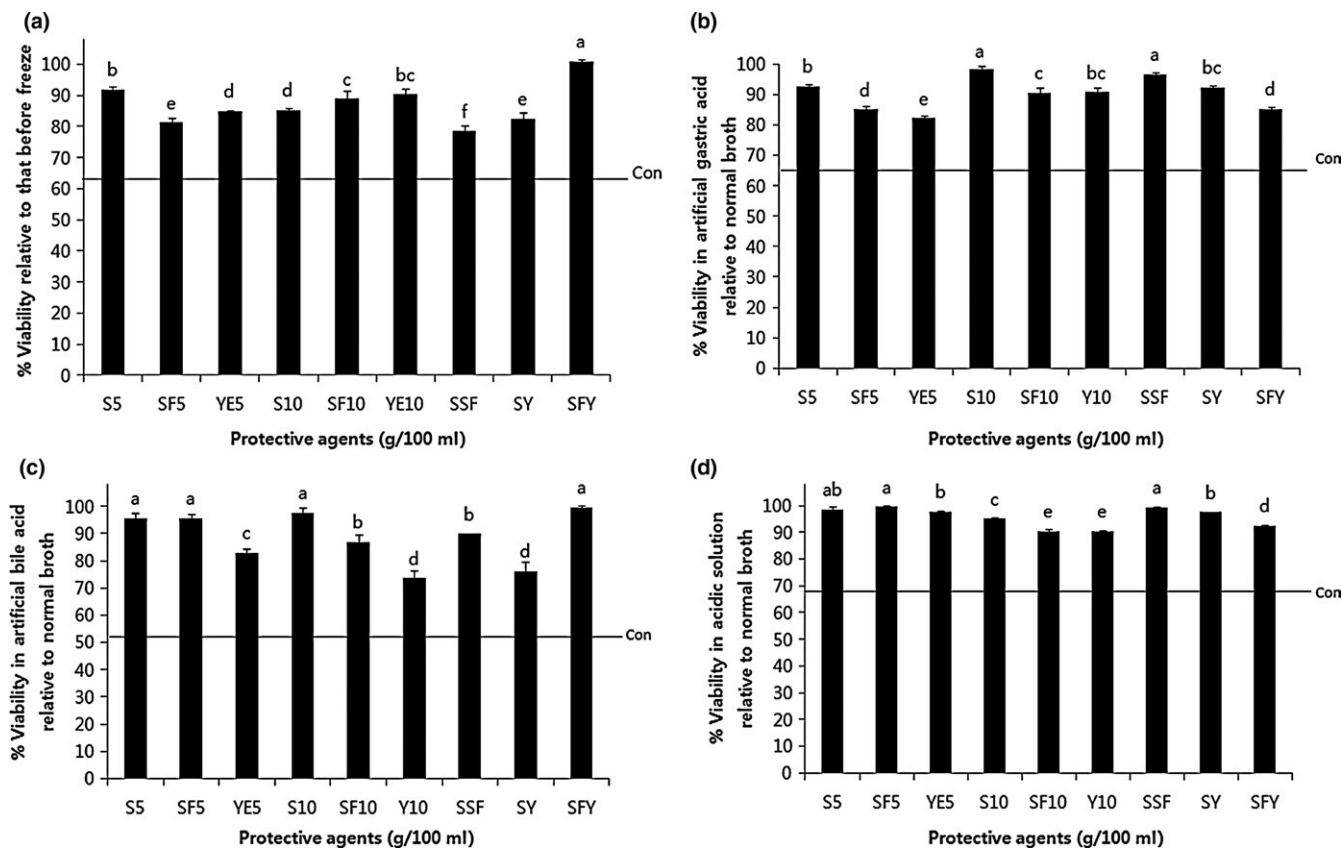 (a)
% Viability relative to that before freeze
100
90
80
70
60
50
40
30
20
10
0
b
e
d
d
c
bc
f
e
a
Con
S5 SF5 YE5 S10 SF10 YE10 SSF SY SFY
Protective agents (g/100 ml)
(b)
% Viability in artificial gastric acid
relative to normal broth
100
90
80
70
60
50
40
30
20
10
0
b
d
e
a
c
bc
a
bc
d
Con
S5 SF5 YE5 S10 SF10 Y10 SSF SY SFY
Protective agents (g/100 ml)
(c)
% Viability in artificial bile acid
relative to normal broth
100
90
80
70
60
50
40
30
20
10
0
a
a
c
a
b
d
b
d
a
Con
S5 SF5 YE5 S10 SF10 Y10 SSF SY SFY
Protective agents (g/100 ml)
(d)
% Viability in acidic solution
relative to normal broth
100
90
80
70
60
50
40
30
20
10
0
ab
a
b
c
e
e
a
b
d
Con
S5 SF5 YE5 S10 SF10 Y10 SSF SY SFY
Protective agents (g/100 ml)